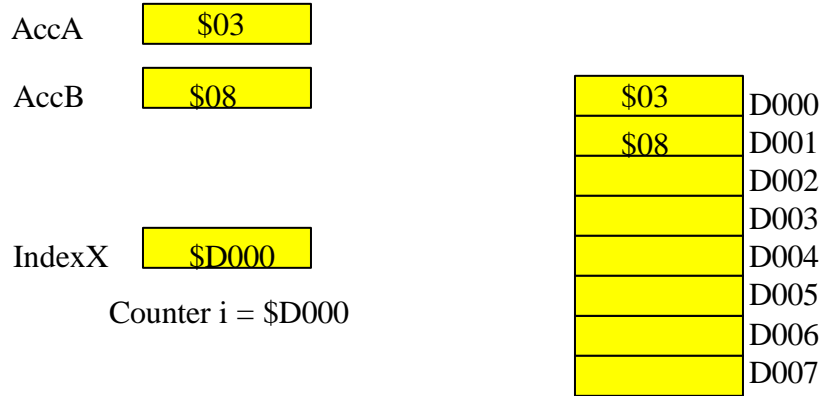 AccA $03
AccB $08
IndexX $D000
Counter i = $D000
$03 D000
$08 D001
D002
D003
D004
D005
D006
D007